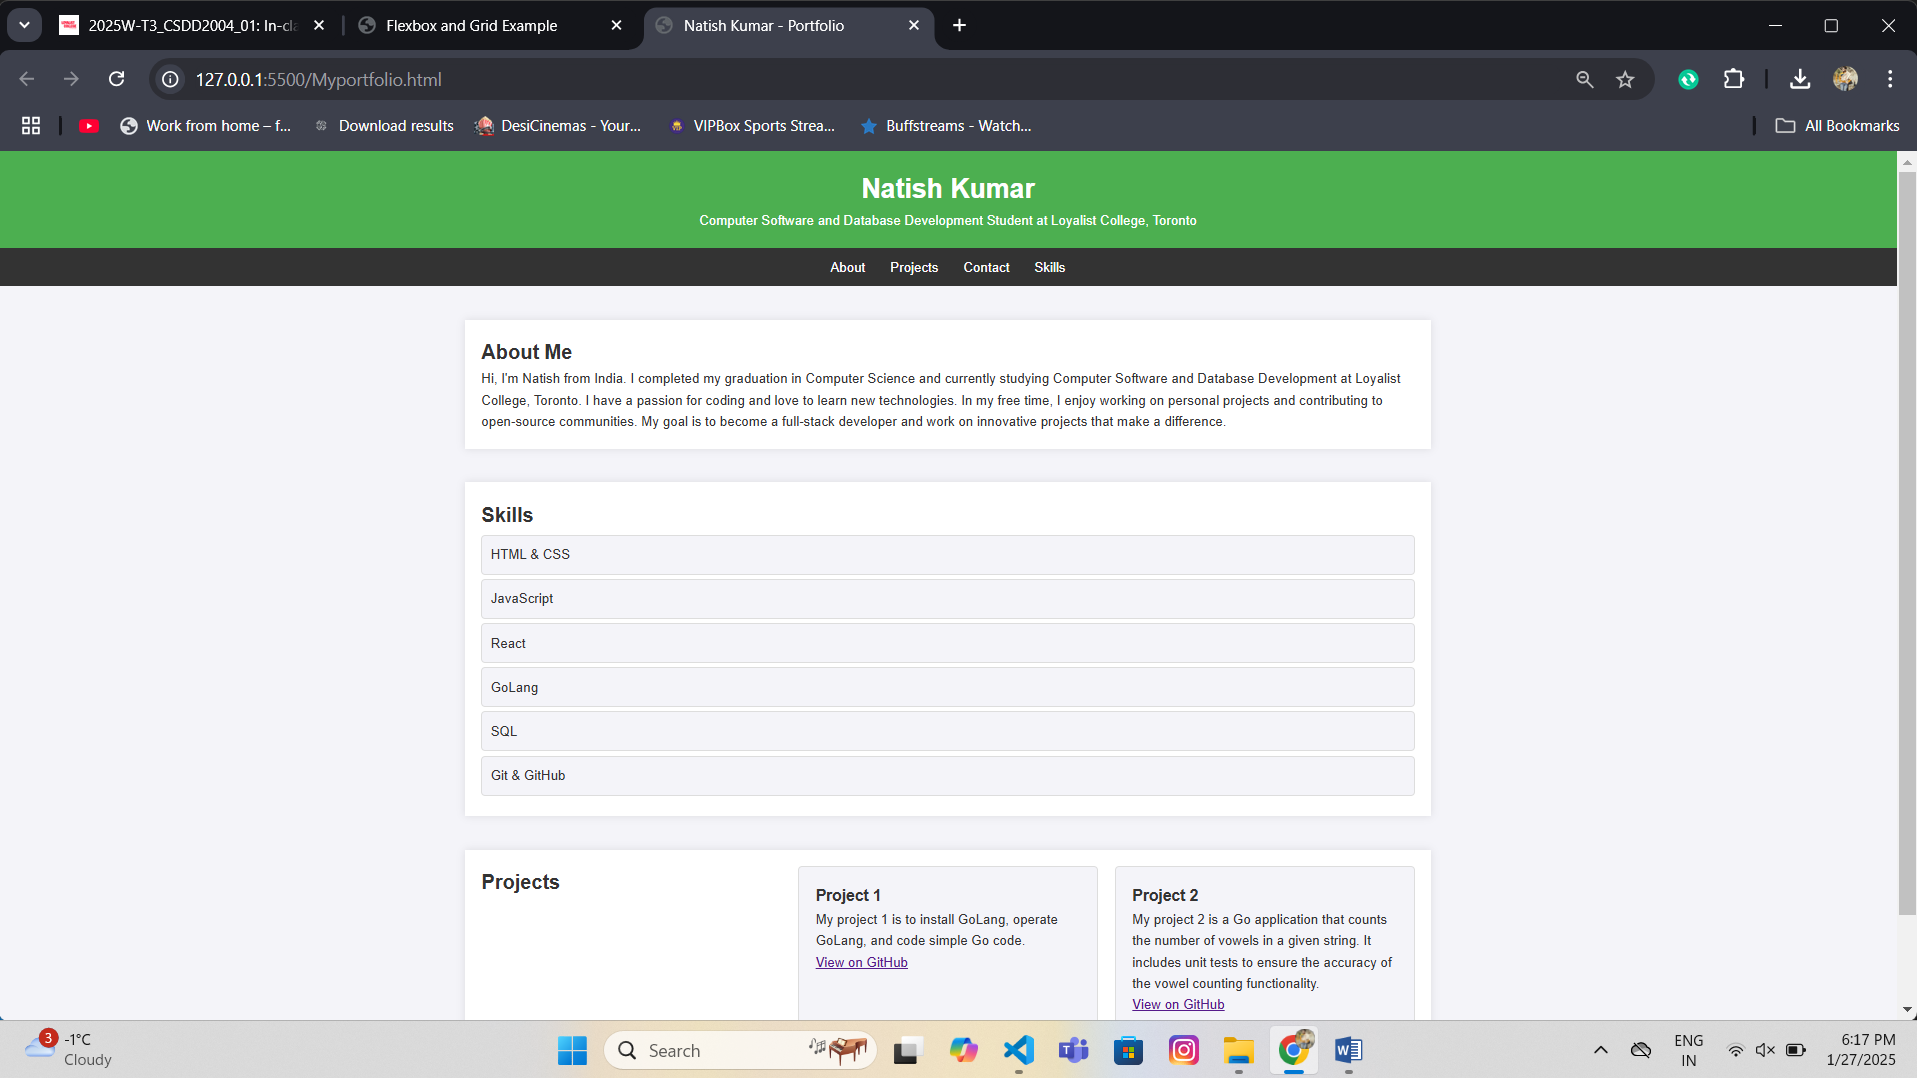 2025W-T3_CSDD2004_01: In-cla
Flexbox and Grid Example
Natish Kumar - Portfolio
127.0.0.1:5500/Myportfolio.html
Work from home – f...
Download results
DesiCinemas - Your...
VIPBox Sports Strea...
Buffstreams - Watch...
All Bookmarks
Natish Kumar
Computer Software and Database Development Student at Loyalist College, Toronto
About
Projects
Contact
Skills
About Me
Hi, I'm Natish from India. I completed my graduation in Computer Science and currently studying Computer Software and Database Development at Loyalist
College, Toronto. I have a passion for coding and love to learn new technologies. In my free time, I enjoy working on personal projects and contributing to
open-source communities. My goal is to become a full-stack developer and work on innovative projects that make a difference.
Skills
HTML & CSS
JavaScript
React
GoLang
SQL
Git & GitHub
Projects
Project 1
My project 1 is to install GoLang, operate
GoLang, and code simple Go code.
View on GitHub
Project 2
My project 2 is a Go application that counts
the number of vowels in a given string. It
includes unit tests to ensure the accuracy of
the vowel counting functionality.
View on GitHub
3
-1°C
Cloudy
Search
ENG
IN
6:17 PM
1/27/2025